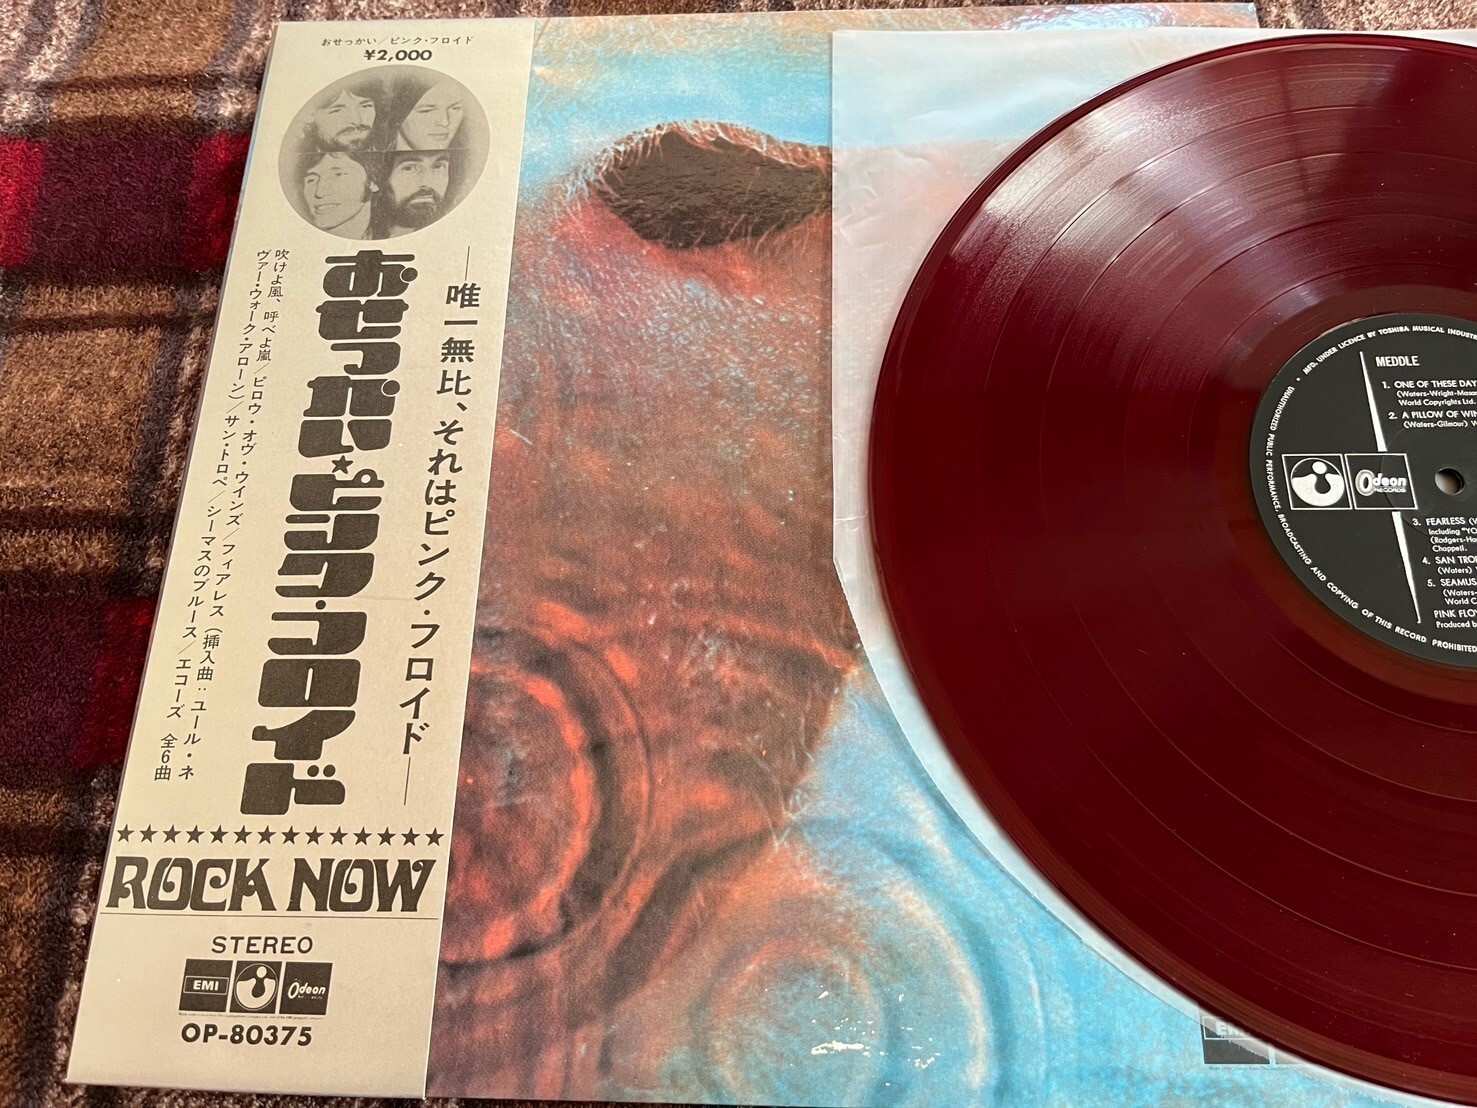 おせっかい/ピンク・フロイド
¥2,000
―唯一無比、それはピンク・フロイド―
おせっかい★ピンク・フロイド
吹けよ風、呼べよ嵐/ピロウ・オヴ・ウインズ/フィアレス(挿入曲:ユール・ネ
ヴァー・ウォーク・アローン)/サン・トロペ/シーマスのブルース/エコーズ 全6曲
★★★★★★★★★★★★★★
ROCK NOW
STEREO
EMI
Odeon
OP-80375
MFD. UNDER LICENCE BY TOSHIBA MUSICAL
UNAUTHORIZED PUBLIC PERFORMANCE, BROADCASTING AND COPYING OF THIS RECORD PROHIBITED
MEDDLE
1. ONE OF THESE DAY
(Waters-Wright-Mason
World Copyrights Ltd.
2. A PILLOW OF WIN
(Waters-Gilmour) W
Odeon
RECORDS
3. FEARLESS (W
Including "YO
(Rodgers-Ha
Chappell.
4. SAN TROP
(Waters)
5. SEAMUS
(Waters-
World C
PINK FLOY
Produced b